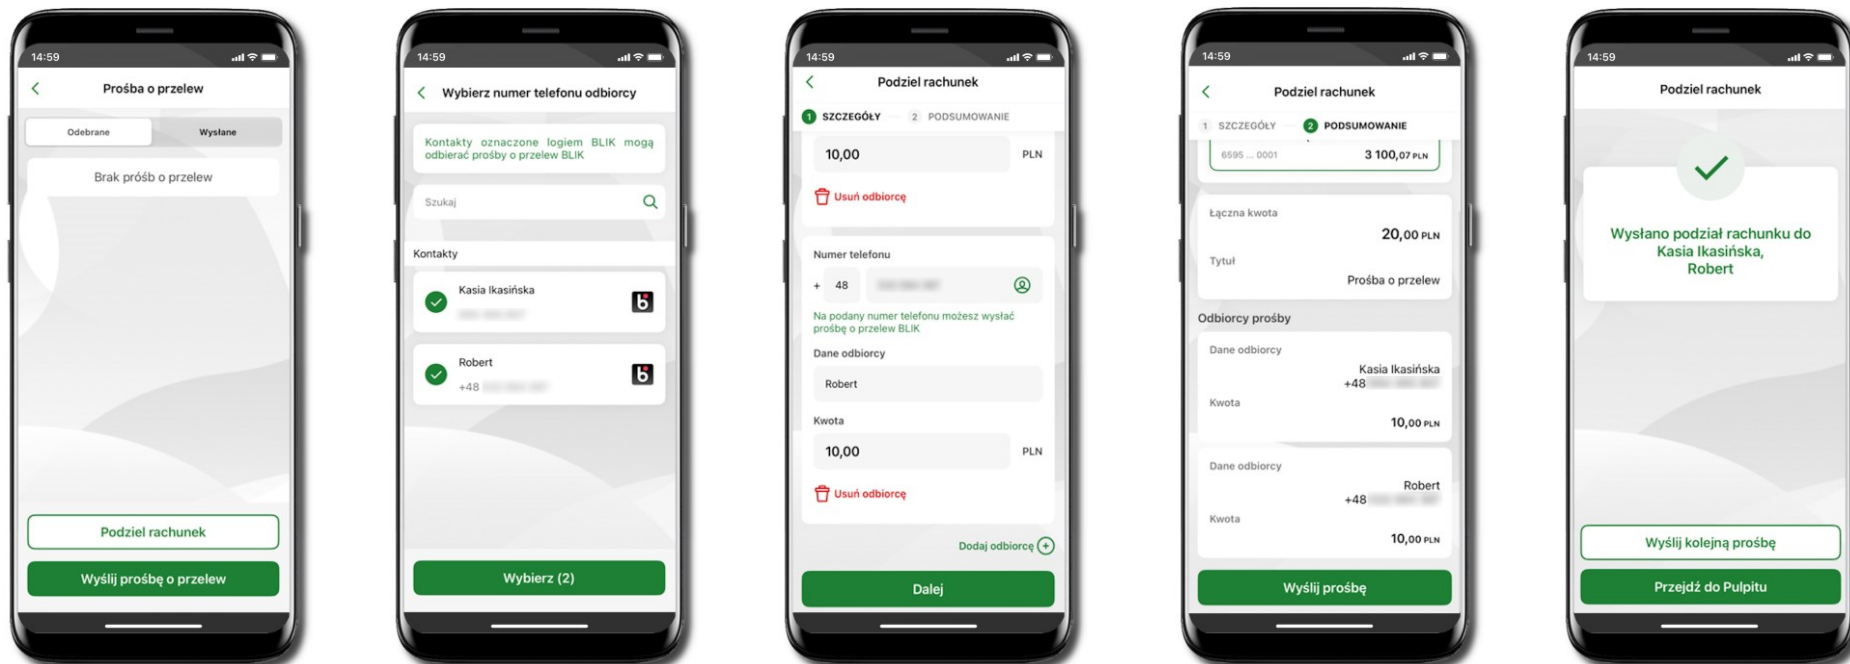 14:59
Prośba o przelew
Odebrane
Wysłane
Brak próśb o przelew
Podziel rachunek
Wyślij prośbę o przelew
14:59
Wybierz numer telefonu odbiorcy
Kontakty oznaczone logiem BLIK mogą
odbierać prośby o przelew BLIK
Szukaj
Kontakty
Kasia Ikasińska
Robert
+48
Wybierz (2)
14:59
Podziel rachunek
1 SZCZEGÓŁY
2 PODSUMOWANIE
10,00 PLN
Usuń odbiorcę
Numer telefonu
+ 48
Na podany numer telefonu możesz wysłać
prośbę o przelew BLIK
Dane odbiorcy
Robert
Kwota
10,00 PLN
Usuń odbiorcę
Dodaj odbiorcę
Dalej
14:59
Podziel rachunek
1 SZCZEGÓŁY
2 PODSUMOWANIE
6595 ... 0001 3 100,07 PLN
Łączna kwota
20,00 PLN
Tytuł
Prośba o przelew
Odbiorcy prośby
Dane odbiorcy
Kasia Ikasińska
+48
Kwota
10,00 PLN
Dane odbiorcy
Robert
+48
Kwota
10,00 PLN
Wyślij prośbę
14:59
Podziel rachunek
Wysłano podział rachunku do
Kasia Ikasińska,
Robert
Wyślij kolejną prośbę
Przejdź do Pulpitu